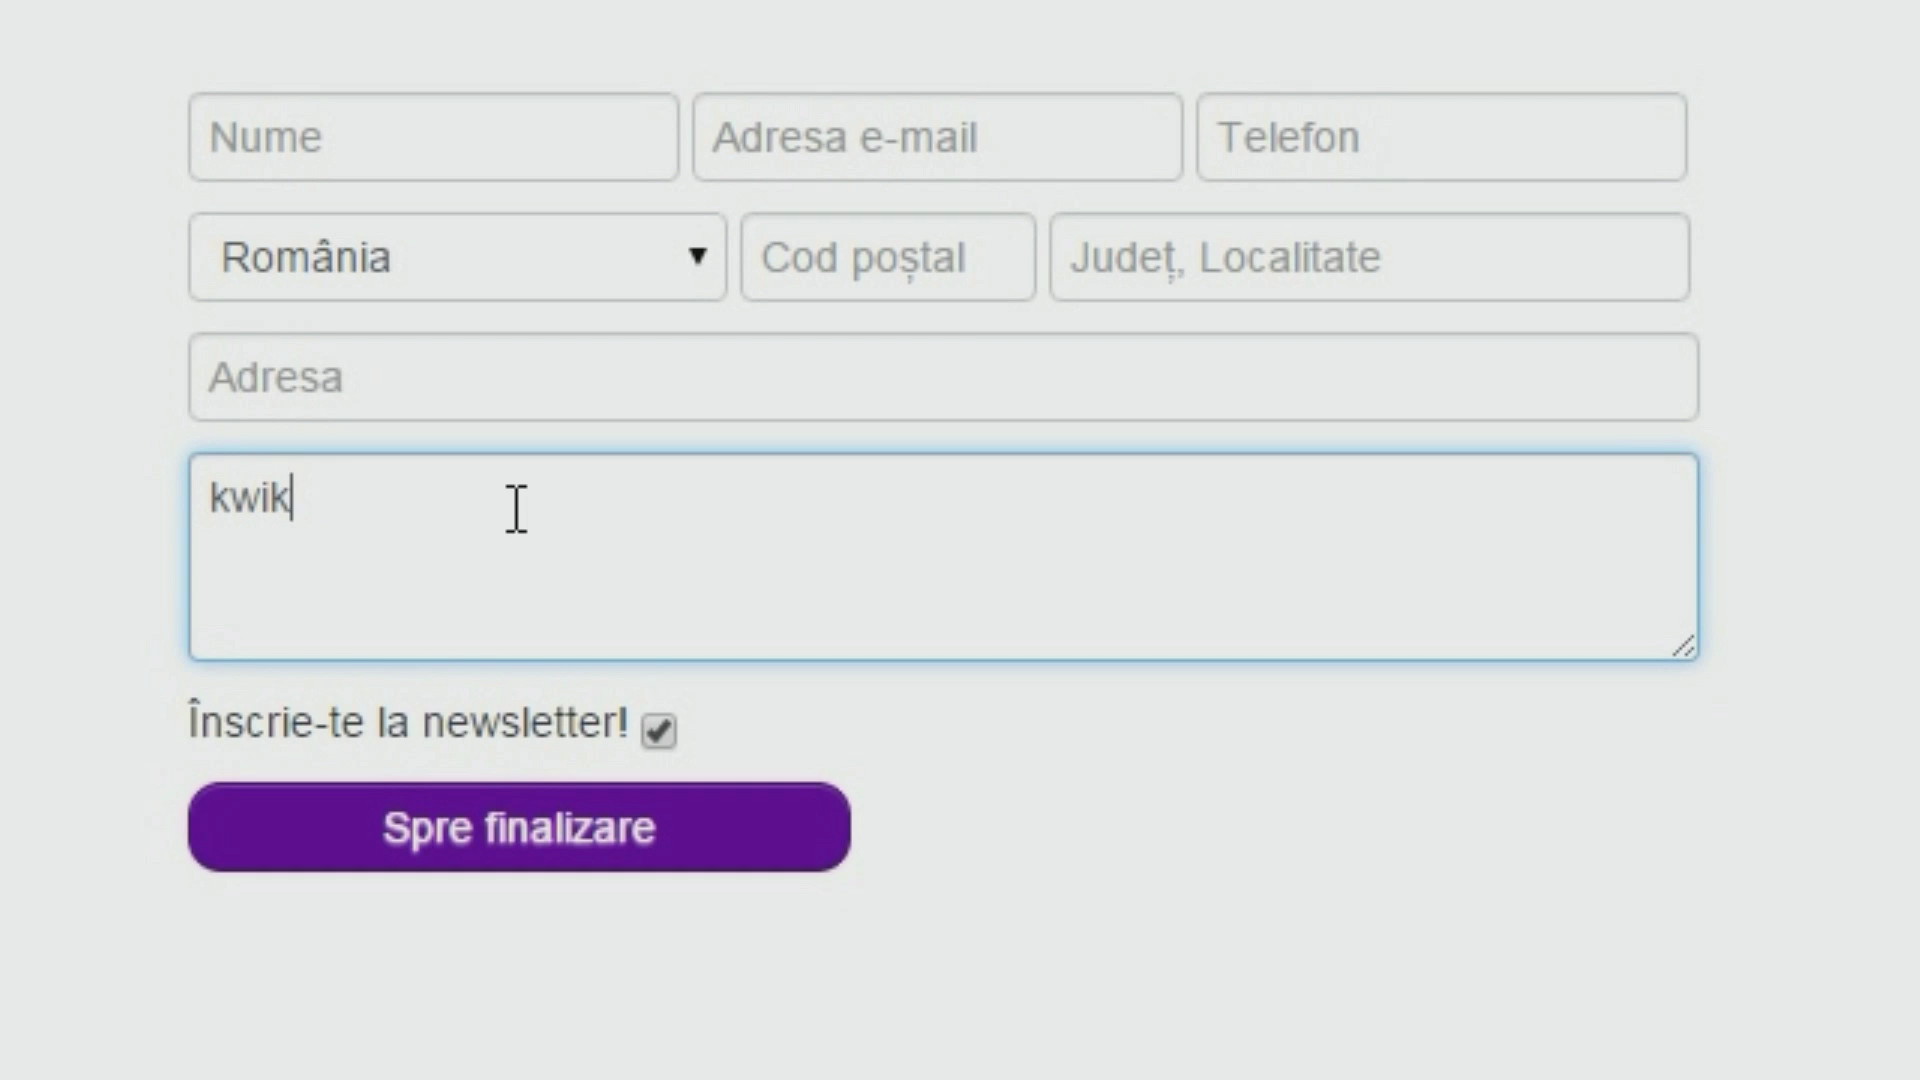 Nume Adresa e-mail Telefon
România Cod poștal Județ, Localitate
Adresa
kwik
Înscrie-te la newsletter!
Spre finalizare